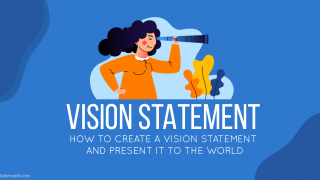 VISION STATEMENT
HOW TO CREATE A VISION STATEMENT
AND PRESENT IT TO THE WORLD